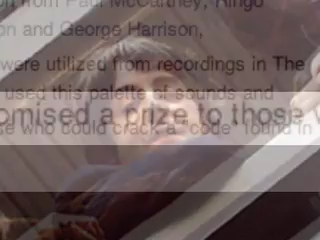 on from Paul McCartney, Ringo
on and George Harrison,
were utilized from recordings in The
used this palette of sounds and
omised a prize to those
se who could crack a "code" found in